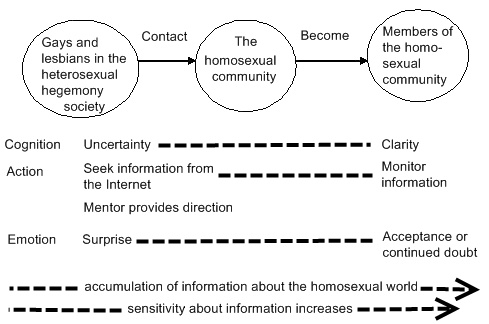 Gays and
lesbians in the
heterosexual
hegemony
society
Contact
The
homosexual
community
Become
Members of
the homo-
sexual
community
Cognition Uncertainty Clarity
Action Seek information from
the Internet
Monitor
information
Mentor provides direction
Emotion Surprise Acceptance or
continued doubt
accumulation of information about the homosexual world
sensitivity about information increases